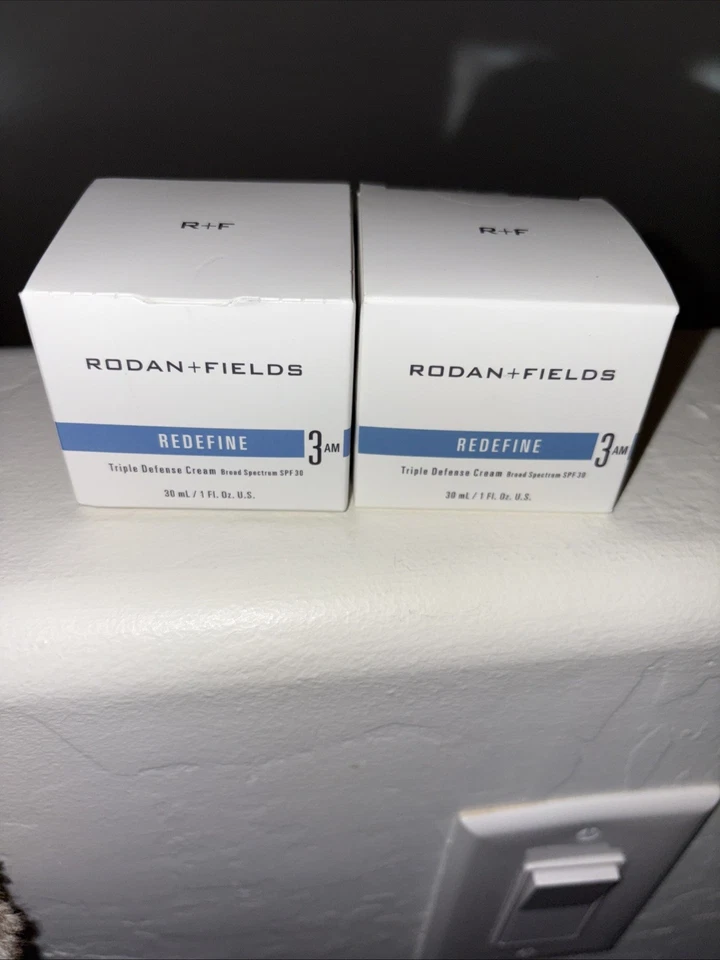 R+F
RODAN+FIELDS
REDEFINE 3 AM
Triple Defense Cream Broad Spectrum SPF 30
30 mL / 1 Fl. Oz. U.S.
R+F
RODAN+FIELDS
REDEFINE 3 AM
Triple Defense Cream Broad Spectrum SPF 30
30 mL / 1 Fl. Oz. U.S.